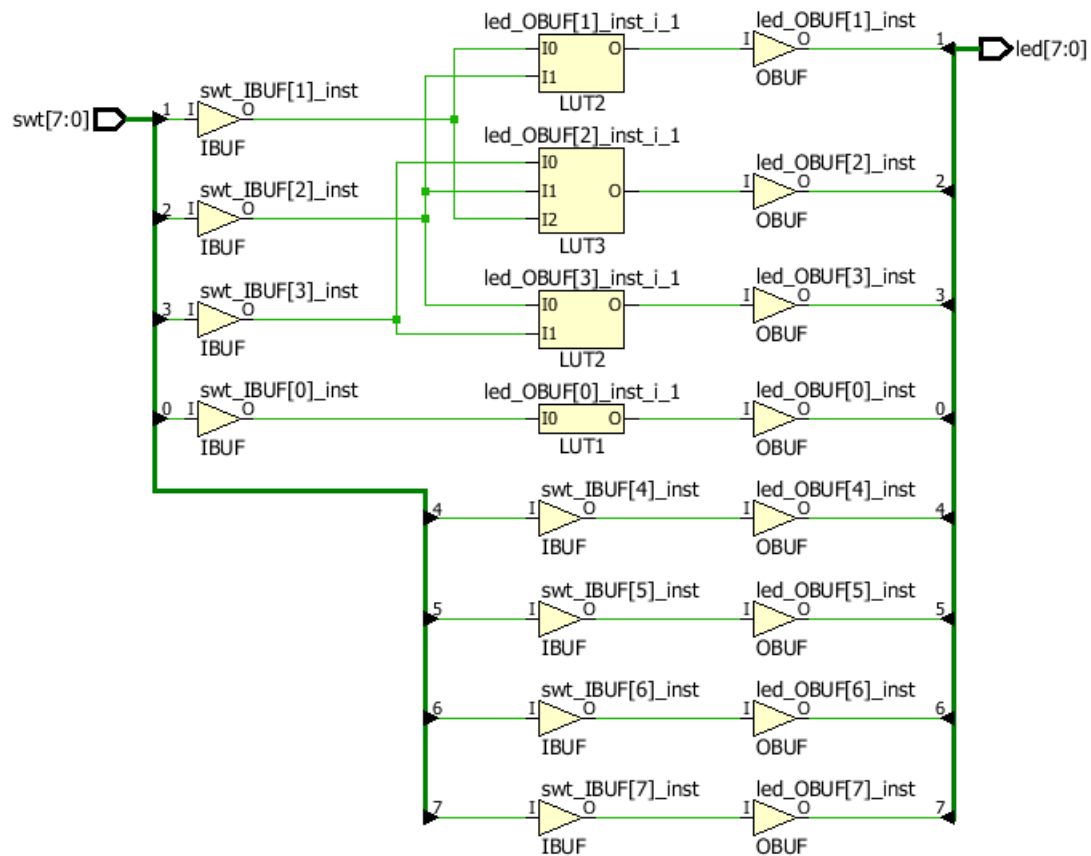 led_OBUF[1]_inst_i_1
led_OBUF[1]_inst
I0 O
I1
LUT2
I O
OBUF
1
led[7:0]
swt[7:0]
swt_IBUF[1]_inst
1 I O
IBUF
led_OBUF[2]_inst_i_1
led_OBUF[2]_inst
I0
I1 O
I2
LUT3
I O
OBUF
2
swt_IBUF[2]_inst
2 I O
IBUF
led_OBUF[3]_inst_i_1
led_OBUF[3]_inst
I0 O
I1
LUT2
I O
OBUF
3
swt_IBUF[3]_inst
3 I O
IBUF
swt_IBUF[0]_inst
0 I O
IBUF
led_OBUF[0]_inst_i_1
I0 O
LUT1
led_OBUF[0]_inst
I O
OBUF
0
swt_IBUF[4]_inst
4 I O
IBUF
led_OBUF[4]_inst
I O
OBUF
4
swt_IBUF[5]_inst
5 I O
IBUF
led_OBUF[5]_inst
I O
OBUF
5
swt_IBUF[6]_inst
6 I O
IBUF
led_OBUF[6]_inst
I O
OBUF
6
swt_IBUF[7]_inst
7 I O
IBUF
led_OBUF[7]_inst
I O
OBUF
7